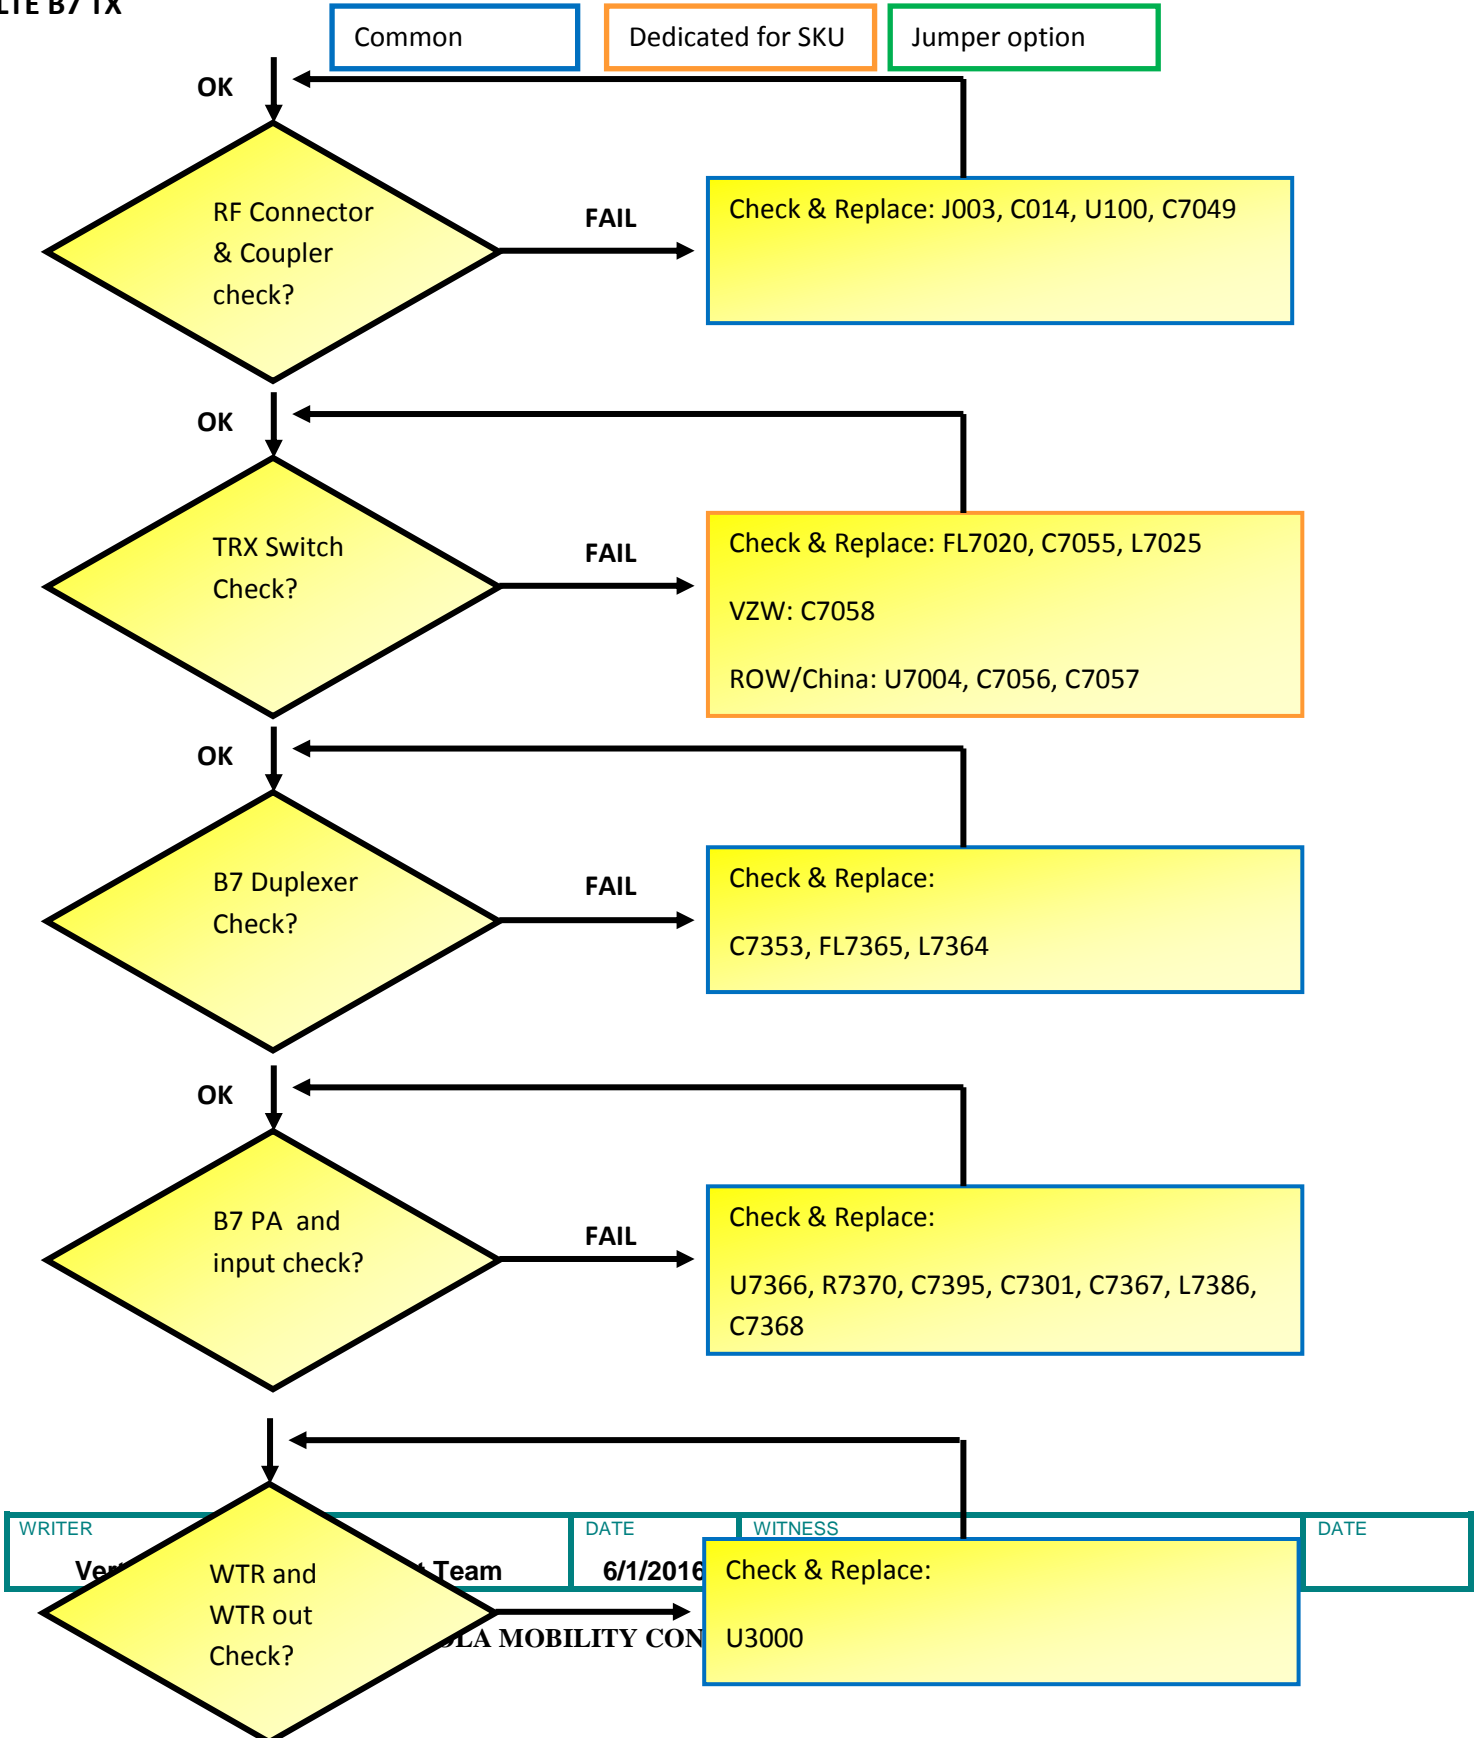 LTE B7 TX
Common
Dedicated for SKU
Jumper option
OK
RF Connector
& Coupler
check?
FAIL
Check & Replace: J003, C014, U100, C7049
OK
TRX Switch
Check?
FAIL
Check & Replace: FL7020, C7055, L7025
VZW: C7058
ROW/China: U7004, C7056, C7057
OK
B7 Duplexer
Check?
FAIL
Check & Replace:
C7353, FL7365, L7364
OK
B7 PA and
input check?
FAIL
Check & Replace:
U7366, R7370, C7395, C7301, C7367, L7386,
C7368
WRITER
DATE
WITNESS
DATE
Team
6/1/2016
WTR and
WTR out
Check?
Check & Replace:
U3000
MOBILITY